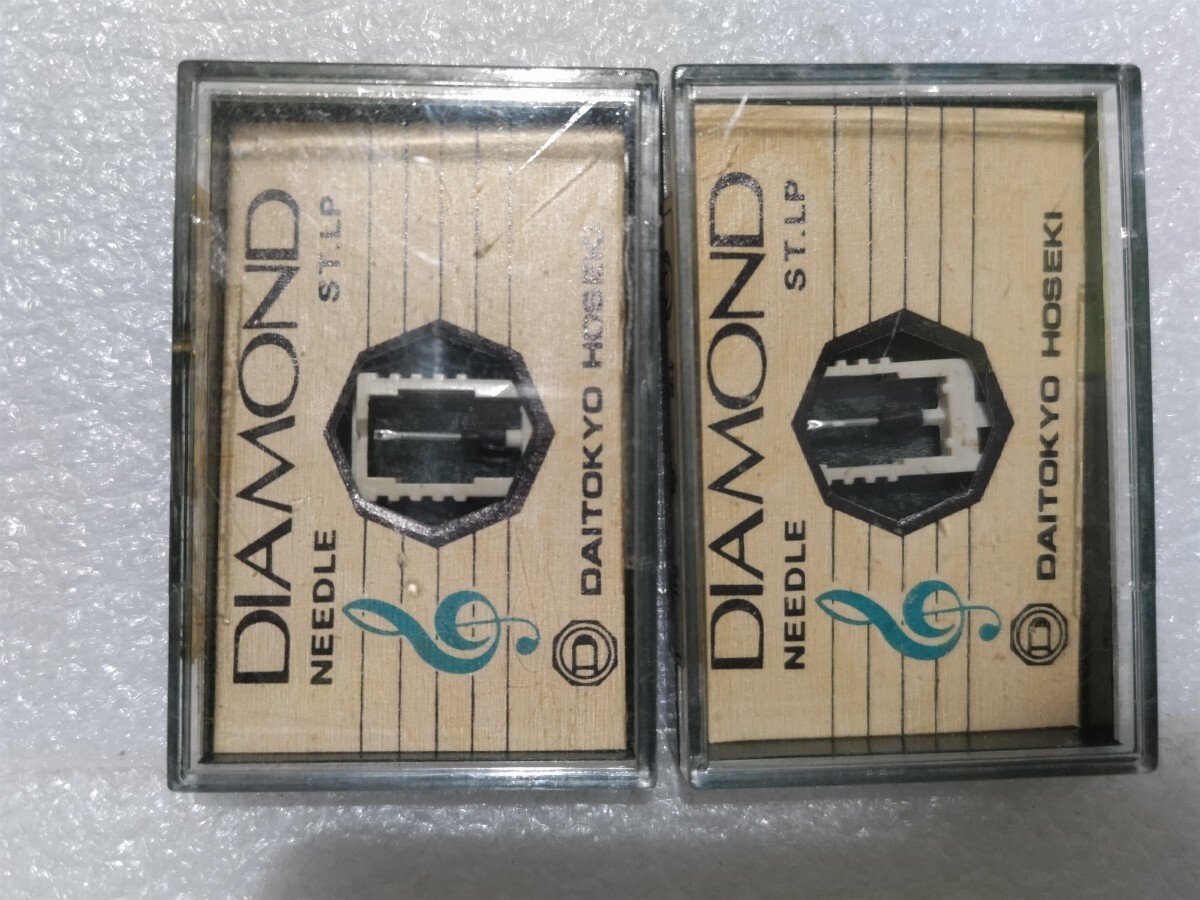 DIAMOND
NEEDLE ST.LP
DAITOKYO HOSEKI
D
DIAMOND
NEEDLE ST.LP
DAITOKYO HOSEKI
D